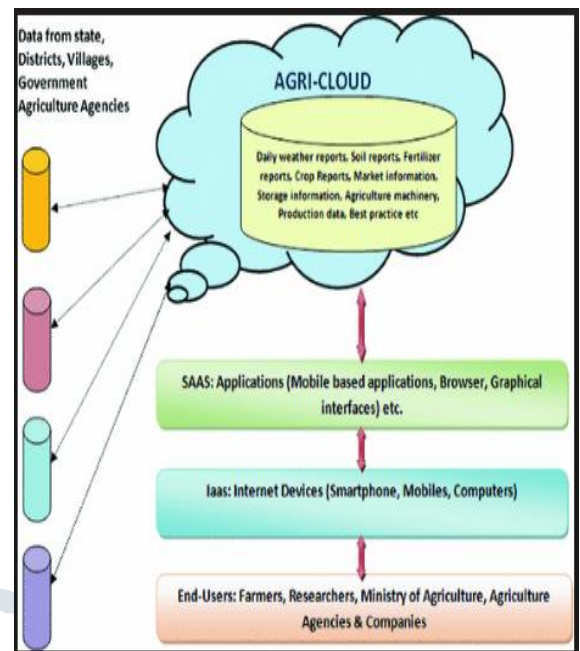 Data from state,
Districts, Villages,
Government
Agriculture Agencies
AGRI-CLOUD
Daily weather reports, Soil reports, Fertilizer
reports, Crop Reports, Market information,
Storage information, Agriculture machinery,
Production data, Best practice etc
SAAS: Applications (Mobile based applications, Browser, Graphical
interfaces) etc.
Iaas: Internet Devices (Smartphone, Mobiles, Computers)
End-Users: Farmers, Researchers, Ministry of Agriculture, Agriculture
Agencies & Companies